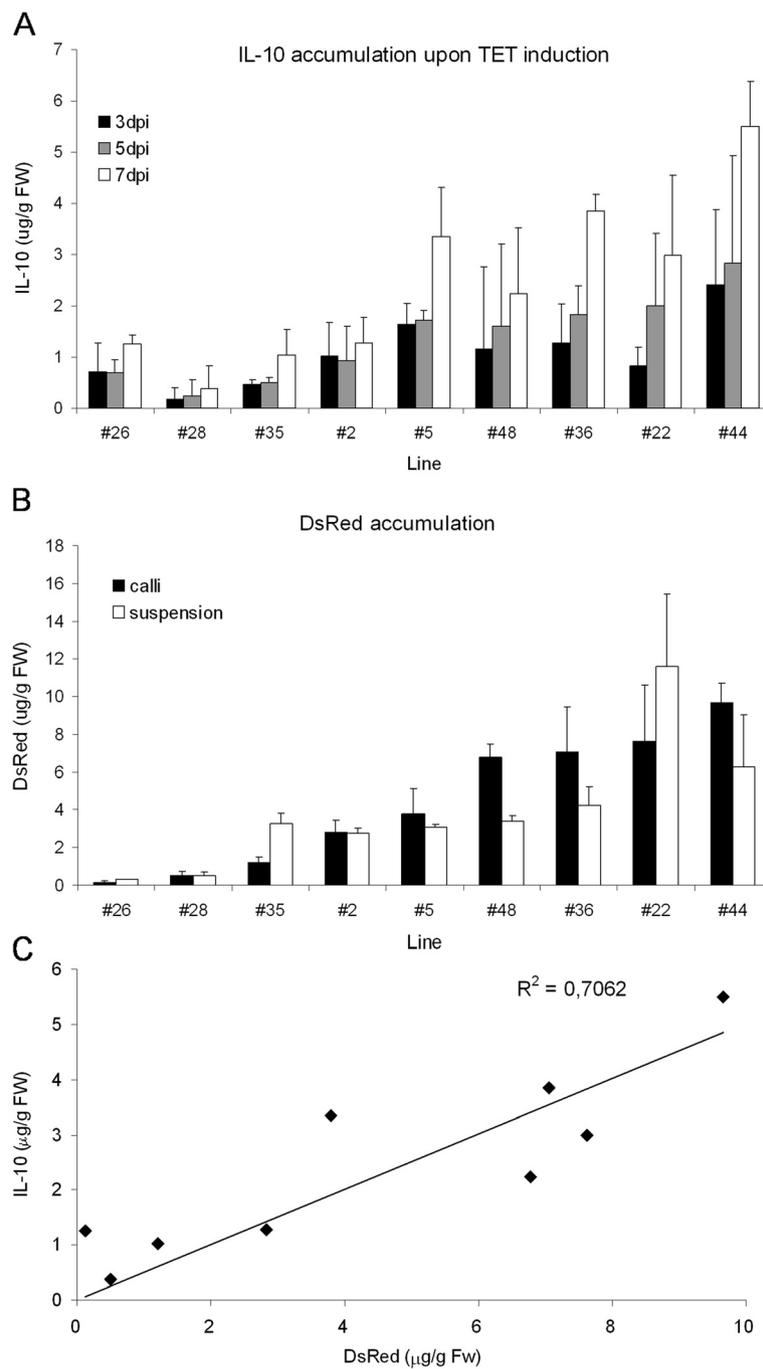 A
IL-10 accumulation upon TET induction
7
6
5
4
3
2
1
0
IL-10 (ug/g FW)
3dpi
5dpi
7dpi
#26 #28 #35 #2 #5 #48 #36 #22 #44
Line
B
DsRed accumulation
18
16
14
12
10
8
6
4
2
0
DsRed (ug/g FW)
calli
suspension
#26 #28 #35 #2 #5 #48 #36 #22 #44
Line
C
R² = 0,7062
6
5
4
3
2
1
0
IL-10 (µg/g FW)
0 2 4 6 8 10
DsRed (µg/g Fw)